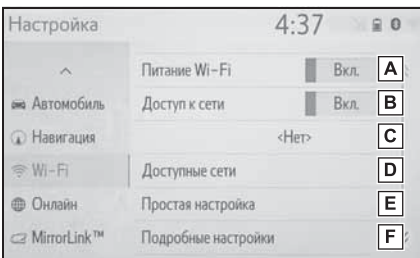 Настройка 4:37 0
Питание Wi-Fi Вкл. A
Автомобиль Доступ к сети Вкл. B
Навигация <Нет> C
Wi-Fi Доступные сети D
Онлайн Простая настройка E
MirrorLink™ Подробные настройки F